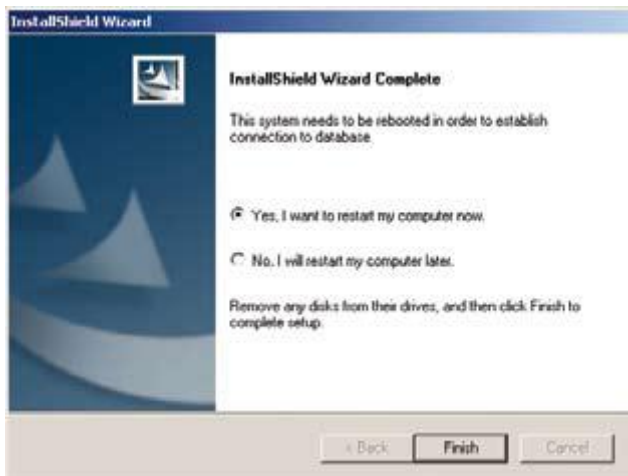 InstallShield Wizard
InstallShield Wizard Complete
This system needs to be rebooted in order to establish
connection to database
Yes, I want to restart my computer now.
No, I will restart my computer later.
Remove any disks from their drives, and then click Finish to
complete setup.
< Back Finish Cancel